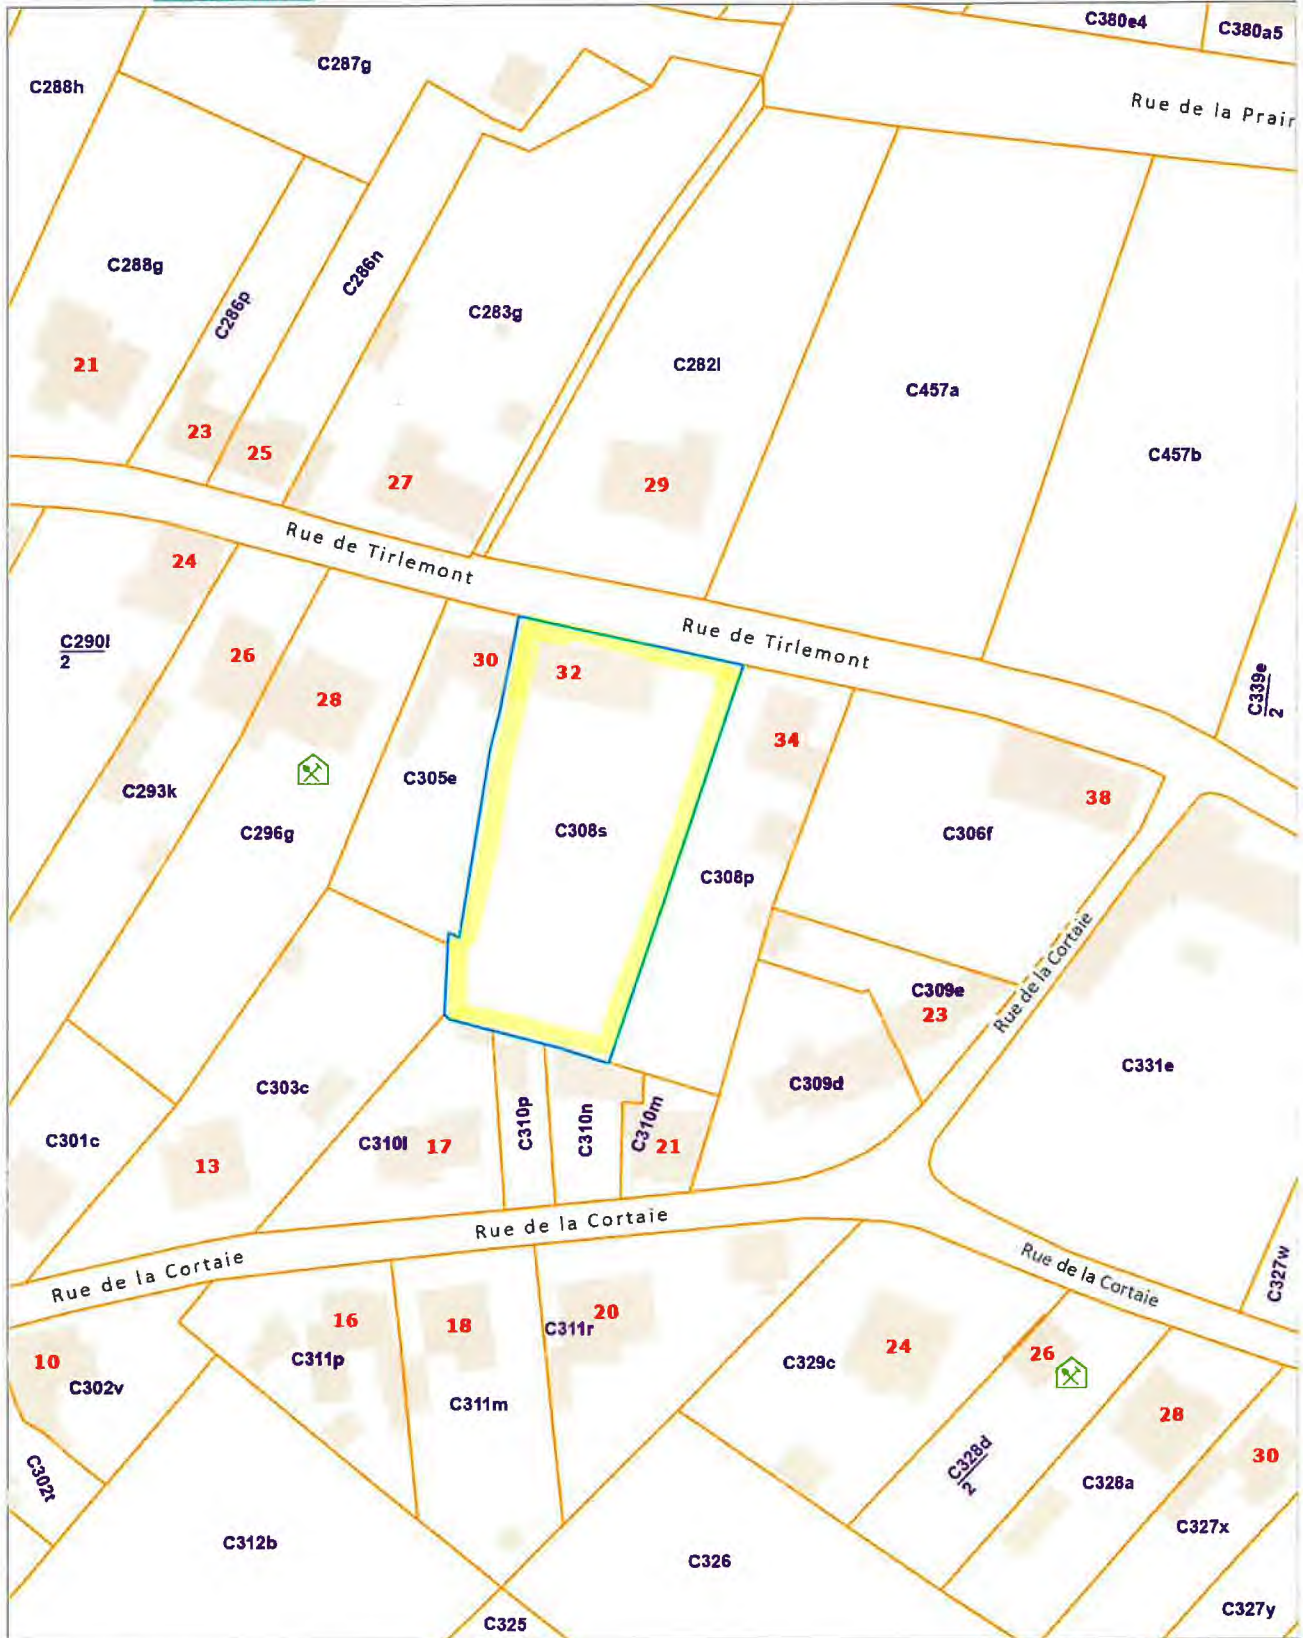 C380e4
C380a5
C287g
C288h
Rue de la Prair
C288g
C286n
C286p
C283g
21
C282l
C457a
23
25
27
29
C457b
Rue de Tirlemont
24
Rue de Tirlemont
C290l
2
26
30
32
28
C339e
2
34
C293k
C305e
38
C296g
C308s
C306f
C308p
Rue de la Cortaie
C309e
23
C331e
C303c
C309d
C301c
C310l
17
C310p
C310n
C310m
21
13
Rue de la Cortaie
Rue de la Cortaie
Rue de la Cortaie
C327w
16
18
20
C311r
10
C311p
C329c
24
26
C302v
C311m
28
C302t
C328d
2
C328a
30
C312b
C327x
C326
C325
C327y